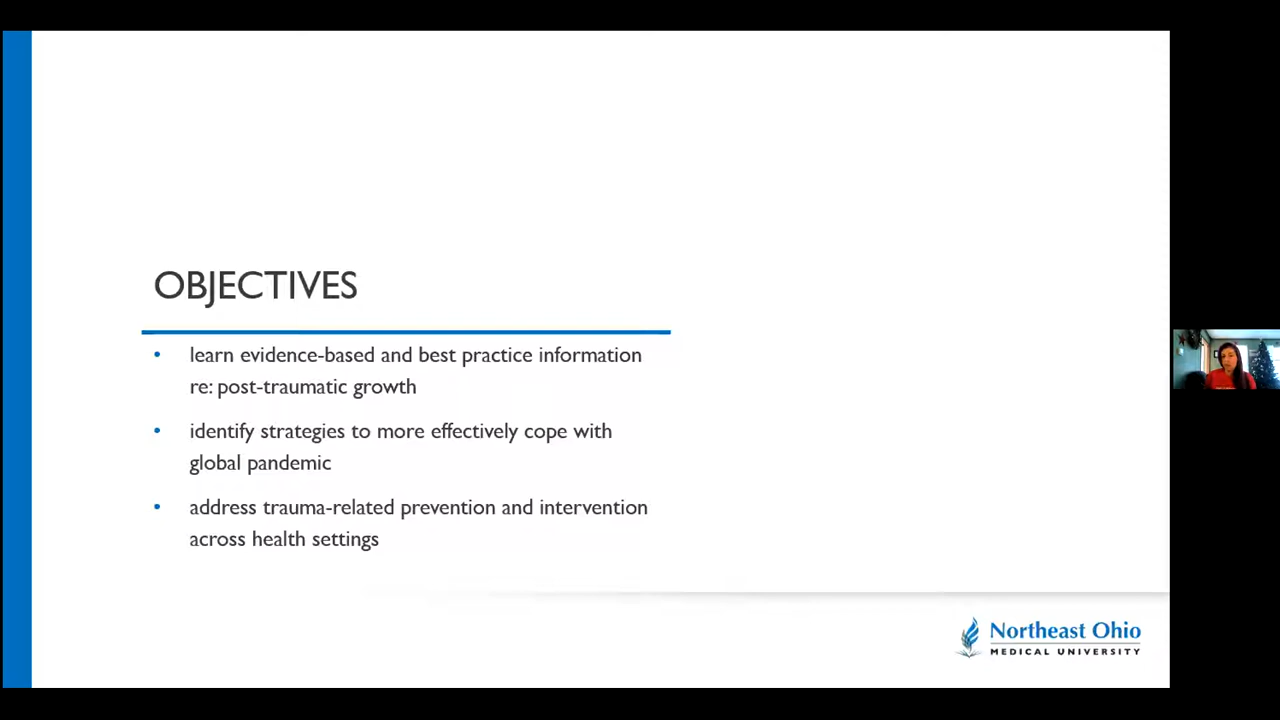 OBJECTIVES
• learn evidence-based and best practice information
re: post-traumatic growth
• identify strategies to more effectively cope with
global pandemic
• address trauma-related prevention and intervention
across health settings
Northeast Ohio
MEDICAL UNIVERSITY